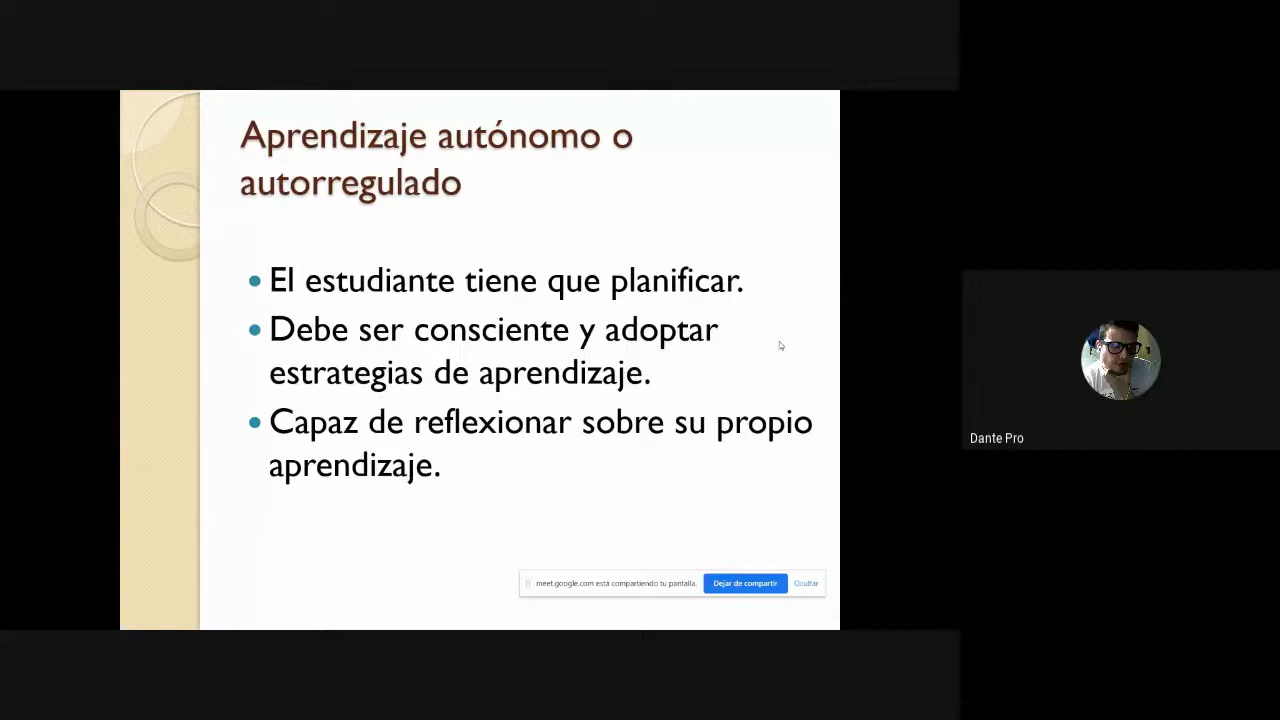 Aprendizaje autónomo o
autorregulado
El estudiante tiene que planificar.
Debe ser consciente y adoptar
estrategias de aprendizaje.
Capaz de reflexionar sobre su propio
aprendizaje.
meet.google.com está compartiendo tu pantalla. Dejar de compartir Ocultar
Dante Pro